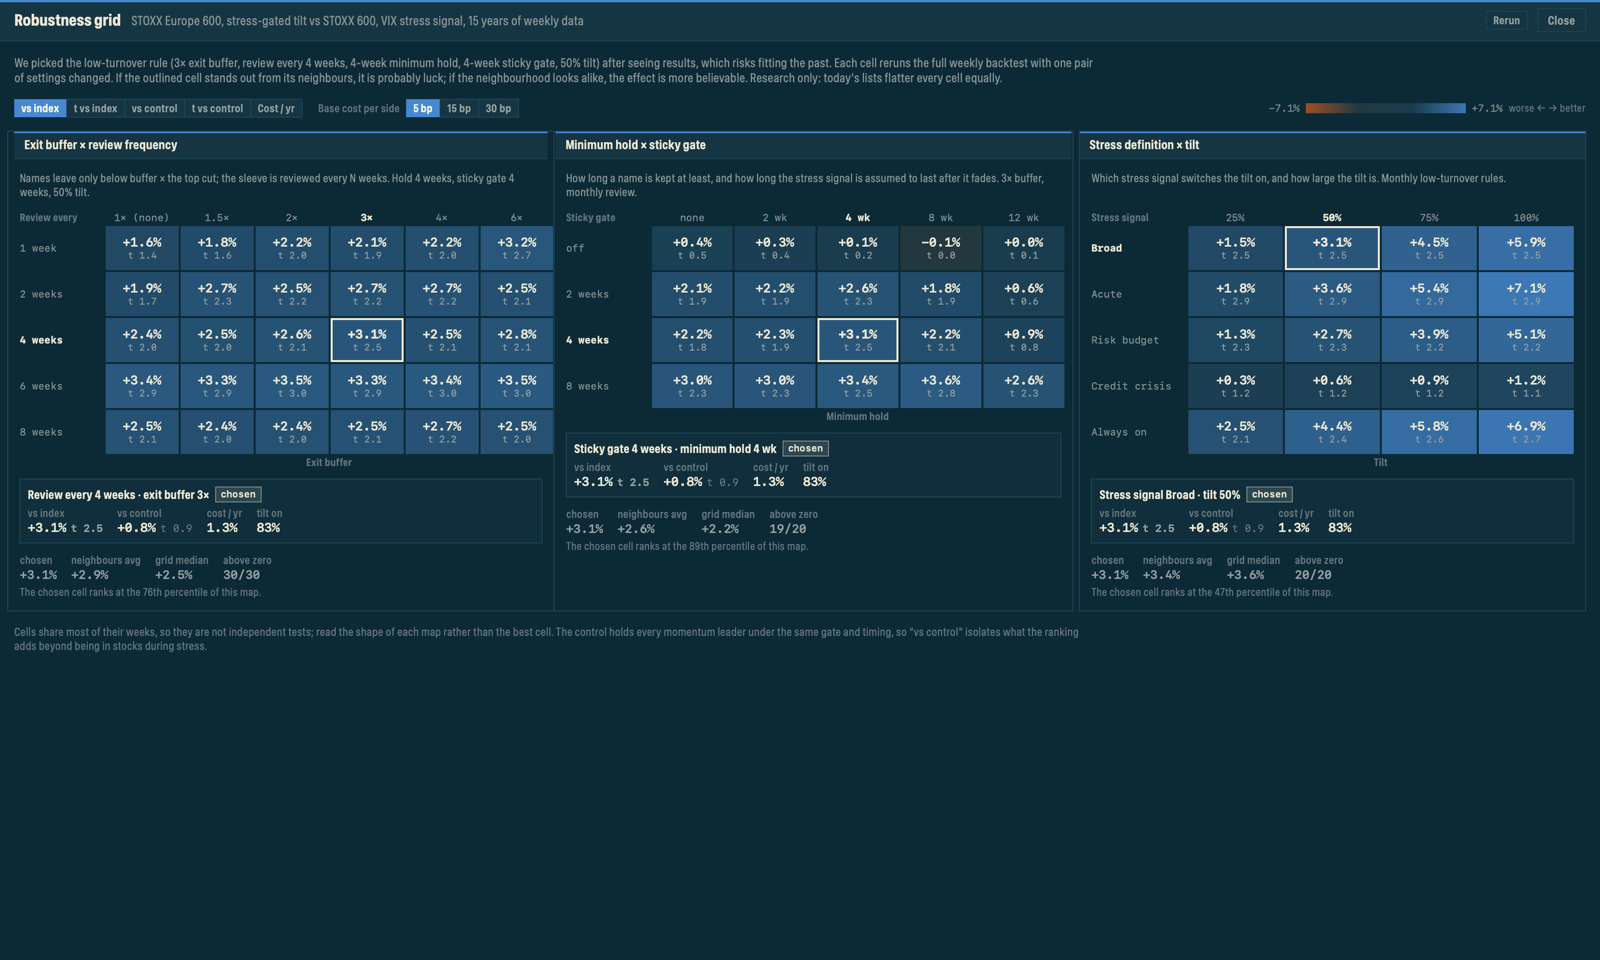 Robustness grid STOXX Europe 600, stress-gated tilt vs STOXX 600, VIX stress signal, 15 years of weekly data Rerun Close
We picked the low-turnover rule (3× exit buffer, review every 4 weeks, 4-week minimum hold, 4-week sticky gate, 50% tilt) after seeing results, which risks fitting the past. Each cell reruns the full weekly backtest with one pair
of settings changed. If the outlined cell stands out from its neighbours, it is probably luck; if the neighbourhood looks alike, the effect is more believable. Research only: today's lists flatter every cell equally.
vs index t vs index vs control t vs control Cost / yr Base cost per side 5 bp 15 bp 30 bp −7.1% +7.1% worse ← → better
Exit buffer × review frequency
Names leave only below buffer × the top cut; the sleeve is reviewed every N weeks. Hold 4 weeks, sticky gate 4
weeks, 50% tilt.
Review every 1× (none) 1.5× 2× 3× 4× 6×
1 week +1.6% +1.8% +2.2% +2.1% +2.2% +3.2%
t 1.4 t 1.6 t 2.0 t 1.9 t 2.0 t 2.7
2 weeks +1.9% +2.7% +2.5% +2.7% +2.7% +2.5%
t 1.7 t 2.3 t 2.2 t 2.2 t 2.2 t 2.1
4 weeks +2.4% +2.5% +2.6% +3.1% +2.5% +2.8%
t 2.0 t 2.0 t 2.1 t 2.5 t 2.1 t 2.1
6 weeks +3.4% +3.3% +3.5% +3.3% +3.4% +3.5%
t 2.9 t 2.9 t 3.0 t 2.9 t 3.0 t 3.0
8 weeks +2.5% +2.4% +2.4% +2.5% +2.7% +2.5%
t 2.1 t 2.0 t 2.0 t 2.1 t 2.2 t 2.0
Exit buffer
Review every 4 weeks · exit buffer 3× chosen
vs index vs control cost / yr tilt on
+3.1% t 2.5 +0.8% t 0.9 1.3% 83%
chosen neighbours avg grid median above zero
+3.1% +2.9% +2.5% 30/30
The chosen cell ranks at the 76th percentile of this map.
Minimum hold × sticky gate
How long a name is kept at least, and how long the stress signal is assumed to last after it fades. 3× buffer,
monthly review.
Sticky gate none 2 wk 4 wk 8 wk 12 wk
off +0.4% +0.3% +0.1% −0.1% +0.0%
t 0.5 t 0.4 t 0.2 t 0.0 t 0.1
2 weeks +2.1% +2.2% +2.6% +1.8% +0.6%
t 1.9 t 1.9 t 2.3 t 1.9 t 0.6
4 weeks +2.2% +2.3% +3.1% +2.2% +0.9%
t 1.8 t 1.9 t 2.5 t 2.1 t 0.8
8 weeks +3.0% +3.0% +3.4% +3.6% +2.6%
t 2.3 t 2.3 t 2.5 t 2.8 t 2.3
Minimum hold
Sticky gate 4 weeks · minimum hold 4 wk chosen
vs index vs control cost / yr tilt on
+3.1% t 2.5 +0.8% t 0.9 1.3% 83%
chosen neighbours avg grid median above zero
+3.1% +2.6% +2.2% 19/20
The chosen cell ranks at the 89th percentile of this map.
Stress definition × tilt
Which stress signal switches the tilt on, and how large the tilt is. Monthly low-turnover rules.
Stress signal 25% 50% 75% 100%
Broad +1.5% +3.1% +4.5% +5.9%
t 2.5 t 2.5 t 2.5 t 2.5
Acute +1.8% +3.6% +5.4% +7.1%
t 2.9 t 2.9 t 2.9 t 2.9
Risk budget +1.3% +2.7% +3.9% +5.1%
t 2.3 t 2.3 t 2.2 t 2.2
Credit crisis +0.3% +0.6% +0.9% +1.2%
t 1.2 t 1.2 t 1.2 t 1.1
Always on +2.5% +4.4% +5.8% +6.9%
t 2.1 t 2.4 t 2.6 t 2.7
Tilt
Stress signal Broad · tilt 50% chosen
vs index vs control cost / yr tilt on
+3.1% t 2.5 +0.8% t 0.9 1.3% 83%
chosen neighbours avg grid median above zero
+3.1% +3.4% +3.6% 20/20
The chosen cell ranks at the 47th percentile of this map.
Cells share most of their weeks, so they are not independent tests; read the shape of each map rather than the best cell. The control holds every momentum leader under the same gate and timing, so “vs control” isolates what the ranking
adds beyond being in stocks during stress.